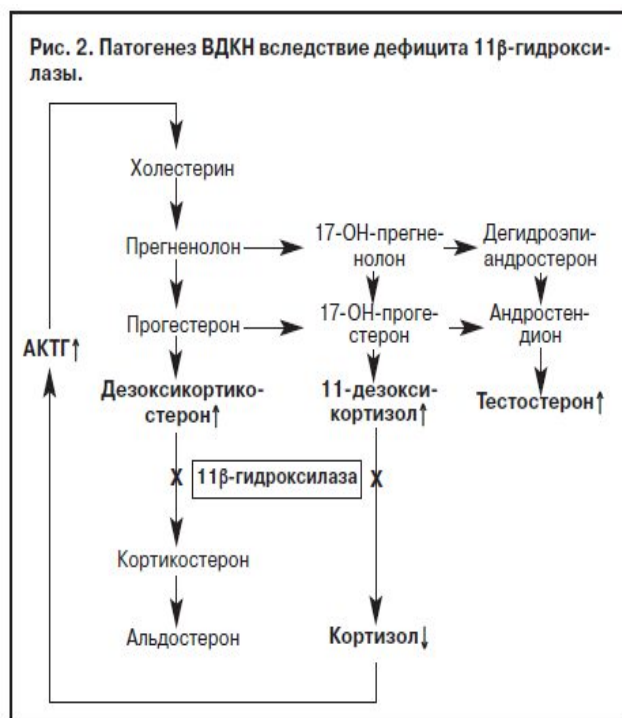 Рис. 2. Патогенез ВДКН вследствие дефицита 11β-гидрокси-
лазы.
Холестерин
Прегненолон
17-ОН-прегне-
нолон
Дегидроэпи-
андростерон
Прогестерон
17-ОН-проге-
стерон
Андростен-
дион
АКТГ↑
Дезоксикортико-
стерон↑
11-дезокси-
кортизол↑
Тестостерон↑
X 11β-гидроксилаза X
Кортикостерон
Альдостерон
Кортизол↓